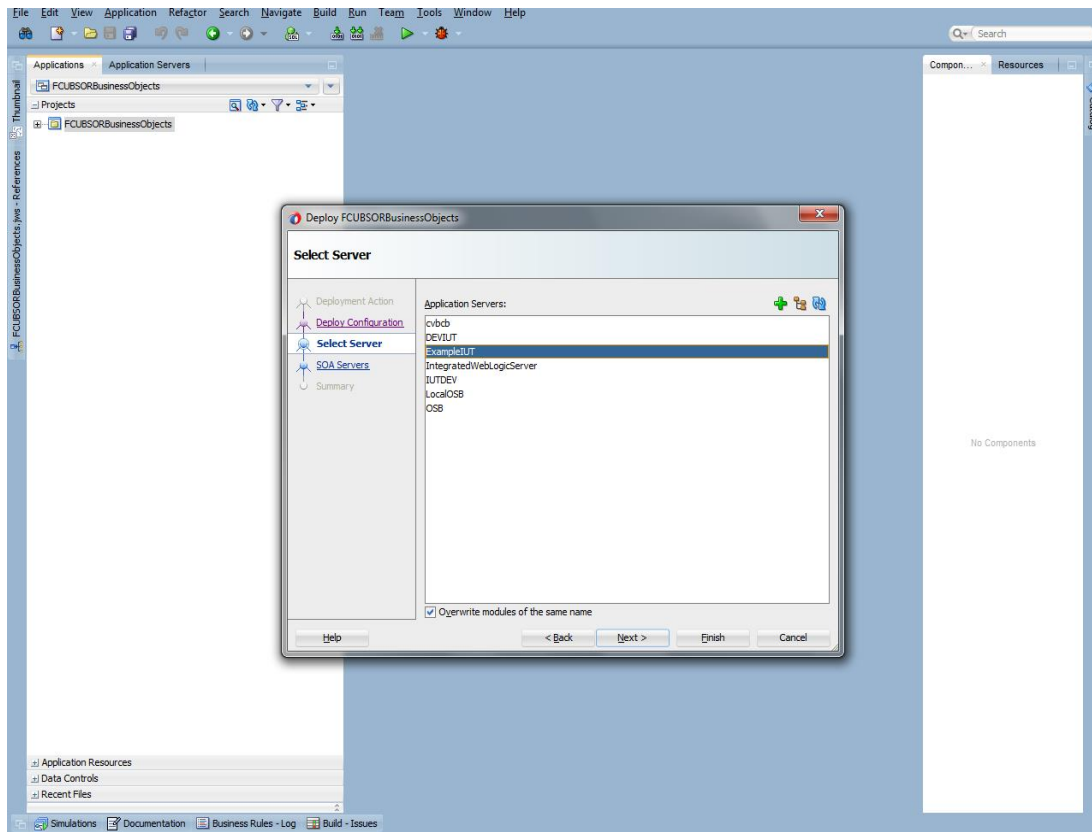 File Edit View Application Refactor Search Navigate Build Run Team Tools Window Help
Search
Applications Application Servers
Compon... Resources
FCUBSORBusinessObjects
Projects
FCUBSORBusinessObjects
Thumbnail
FCUBSORBusinessObjects.jws - References
Deploy FCUBSORBusinessObjects
Select Server
Deployment Action
Deploy Configuration
Select Server
SOA Servers
Summary
Application Servers:
cvbcb
DEVIUT
ExampleIUT
IntegratedWebLogicServer
IUTDEV
LocalOSB
OSB
Overwrite modules of the same name
Help < Back Next > Finish Cancel
No Components
Application Resources
Data Controls
Recent Files
Simulations Documentation Business Rules - Log Build - Issues